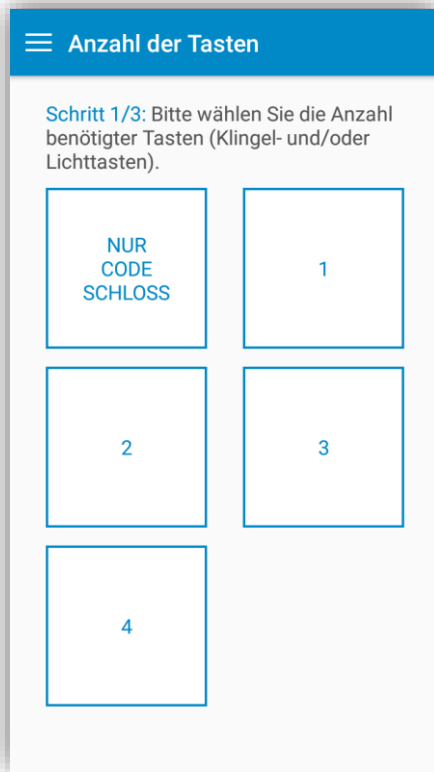 Anzahl der Tasten
Schritt 1/3: Bitte wählen Sie die Anzahl
benötigter Tasten (Klingel- und/oder
Lichttasten).
NUR
CODE
SCHLOSS
1
2
3
4